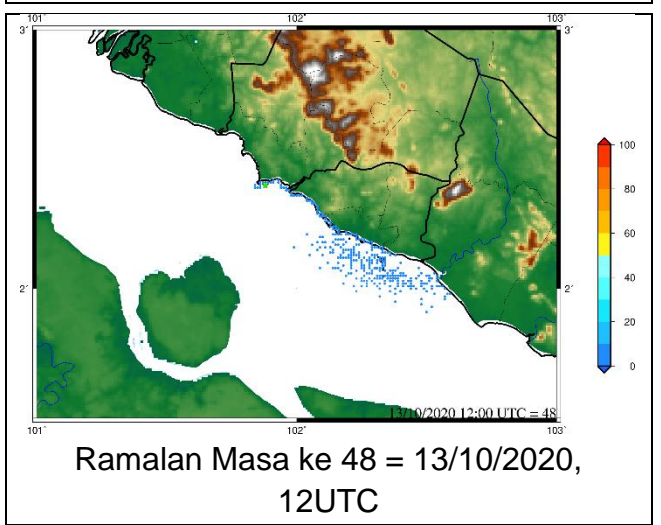 101´ 102´ 103´
3´ 3´
100
80
60
40
20
0
2´ 2´
13/10/2020 12:00 UTC = 48
101´ 102´ 103´
Ramalan Masa ke 48 = 13/10/2020,
12UTC